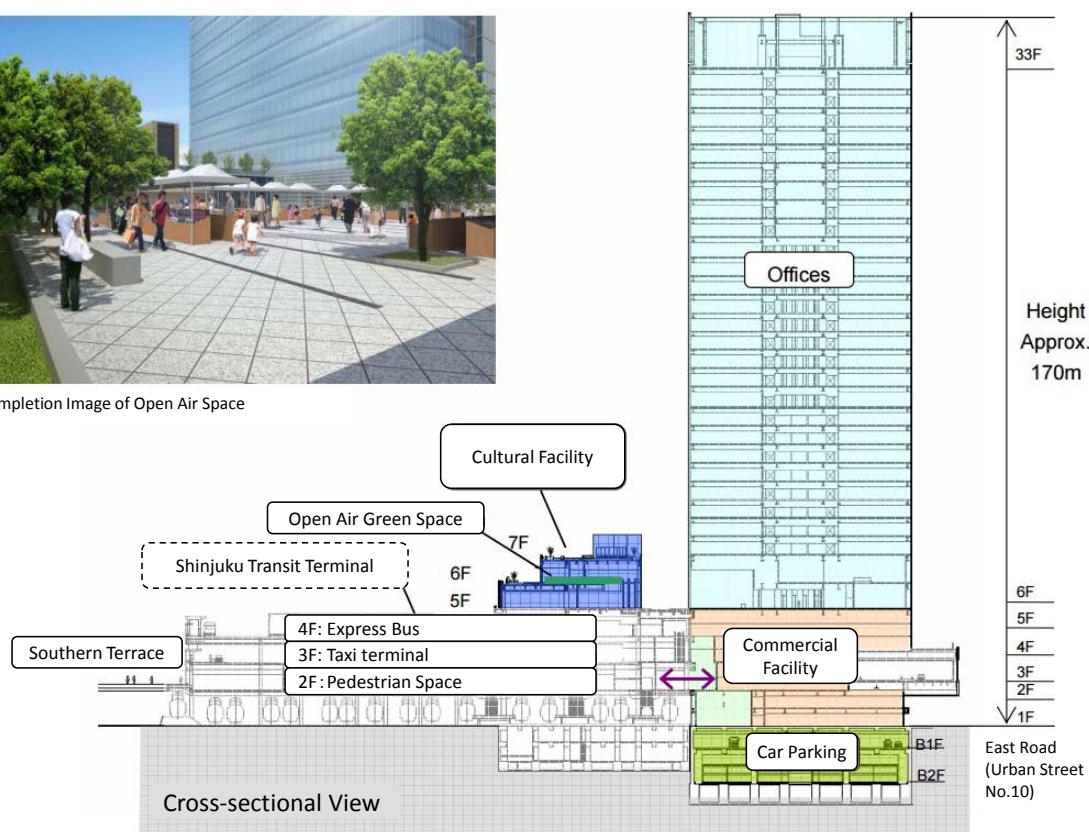 33F
Offices
Height
Approx.
170m
Completion Image of Open Air Space
Cultural Facility
Open Air Green Space
7F
Shinjuku Transit Terminal
6F
5F
6F
5F
4F: Express Bus
Commercial
Facility
4F
Southern Terrace
3F: Taxi terminal
3F
2F: Pedestrian Space
2F
1F
Car Parking
B1F
East Road
(Urban Street
No.10)
B2F
Cross-sectional View